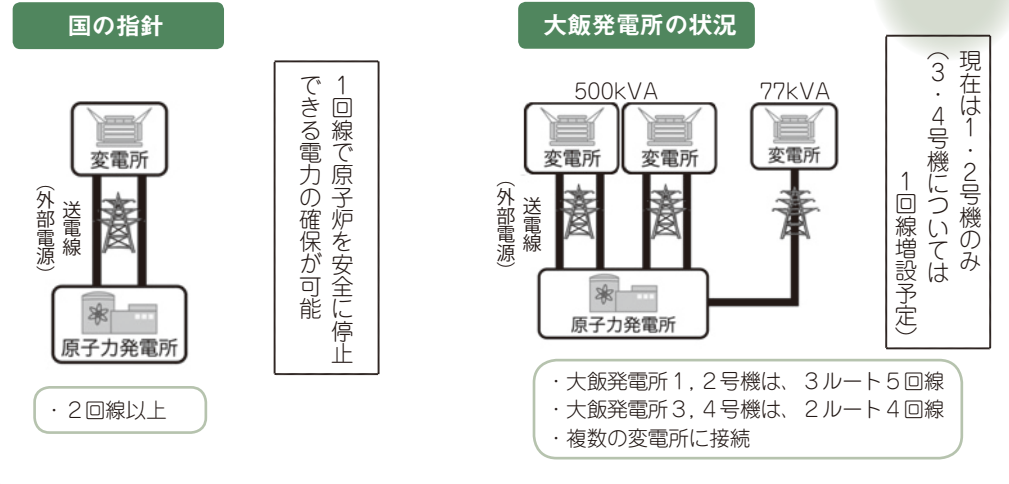 国の指針
変電所
送電線
（外部電源）
原子力発電所
・２回線以上
１回線で原子炉を安全に停止
できる電力の確保が可能
大飯発電所の状況
500kVA
77kVA
変電所
変電所
変電所
送電線
（外部電源）
原子力発電所
現在は１・２号機のみ
（３・４号機については
１回線増設予定）
・大飯発電所１，２号機は、３ルート５回線
・大飯発電所３，４号機は、２ルート４回線
・複数の変電所に接続